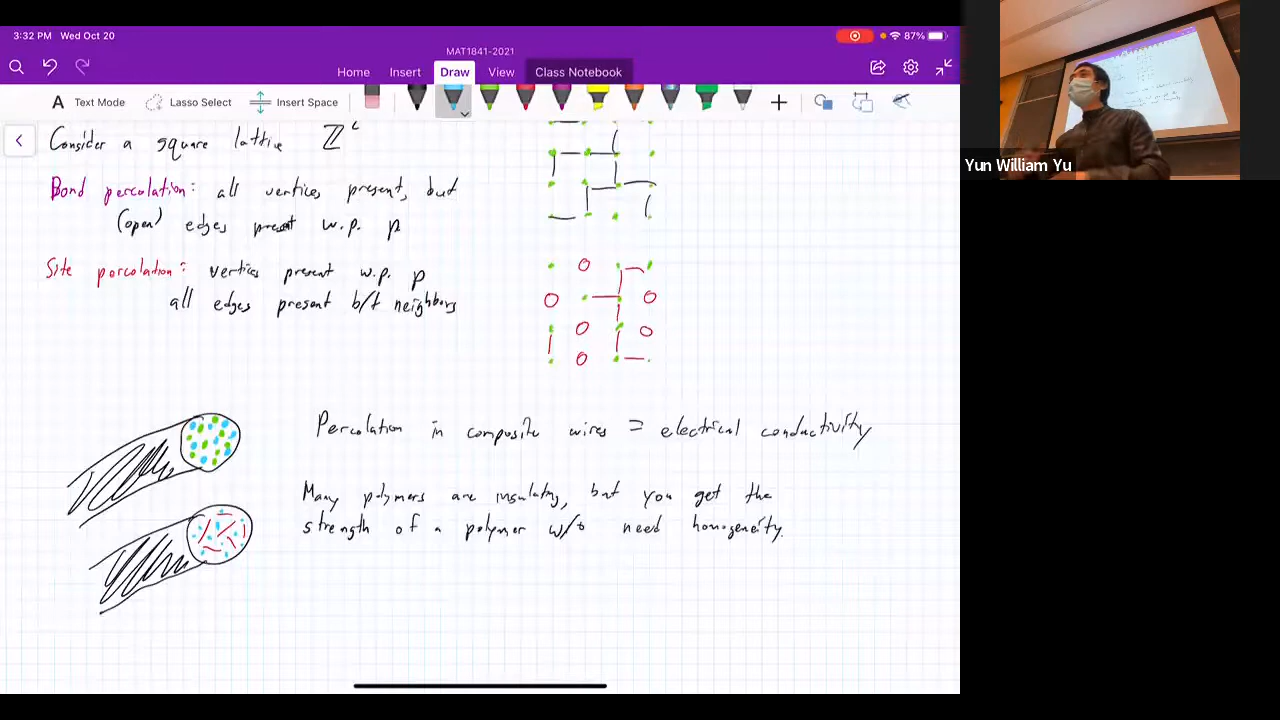 3:32 PM Wed Oct 20
87%
MAT1841-2021
Home Insert Draw View Class Notebook
A Text Mode Lasso Select Insert Space
Consider a square lattice ℤ²
Bond percolation: all vertices present, but
(open) edges present w.p. p
Site percolation: vertices present w.p. p
all edges present b/t neighbors
Percolation in composite wires = electrical conductivity
Many polymers are insulating, but you get the
strength of a polymer w/o need homogeneity.
Yun William Yu